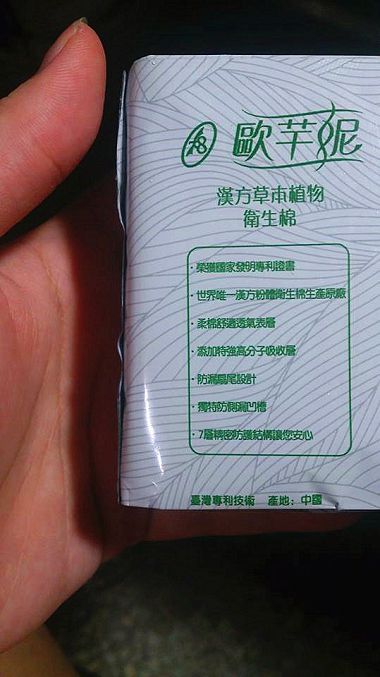 歐芊妮
漢方草本植物
衛生棉
·榮獲國家發明專利證書
·世界唯一漢方粉體衛生棉生產原廠
·柔棉舒適透氣表層
·添加特強高分子吸收層
·防漏扇尾設計
·獨特防側漏凹槽
·7層精密防護結構讓您安心
臺灣專利技術 產地：中國